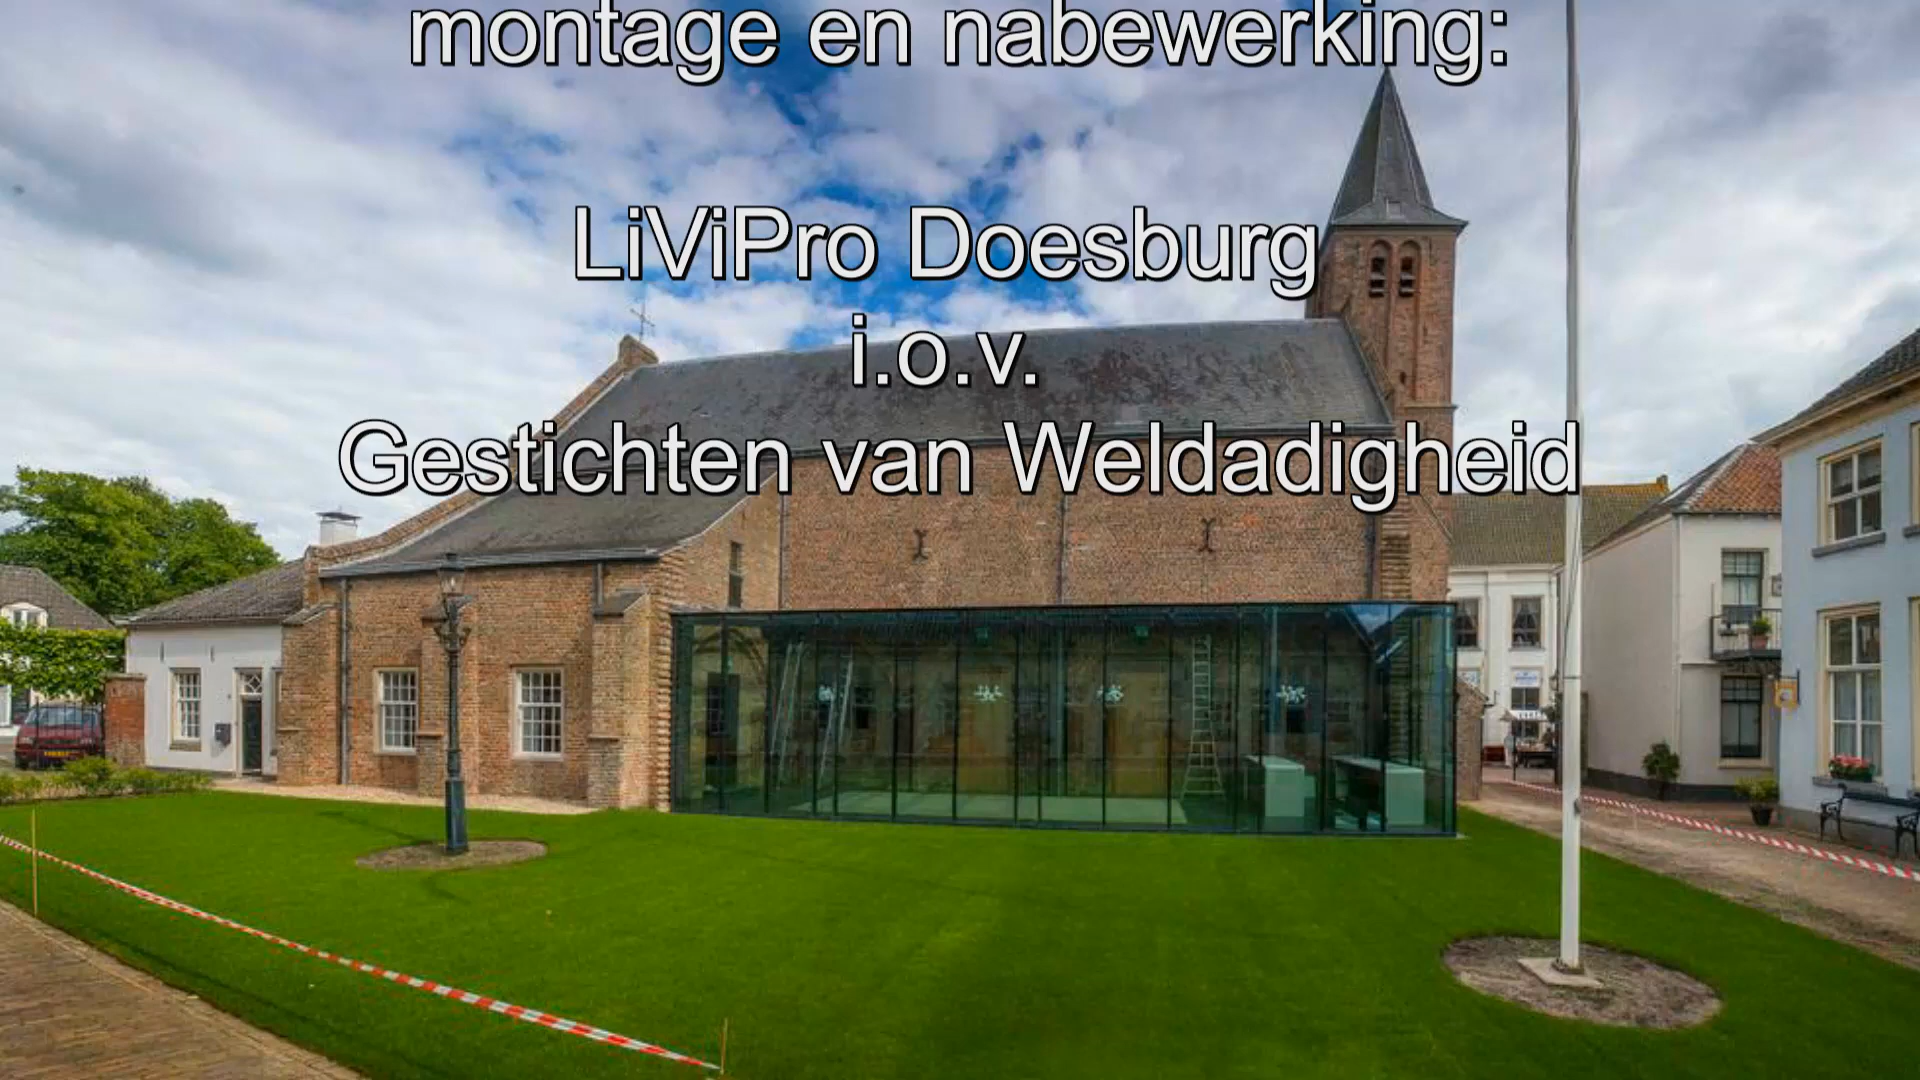 montage en nabewerking:
LiViPro Doesburg
i.o.v.
Gestichten van Weldadigheid